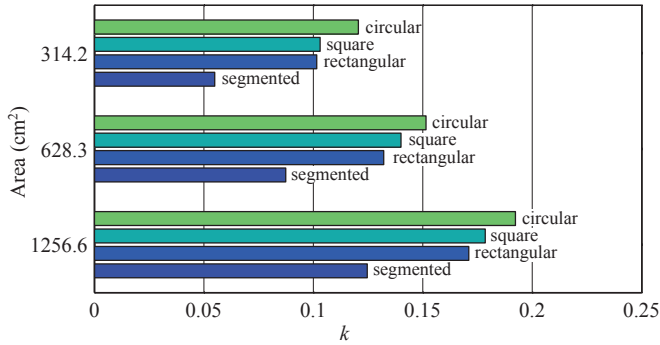 circular
square
314.2
rectangular
segmented
circular
square
628.3
rectangular
segmented
circular
square
1256.6
rectangular
segmented
Area (cm²)
0 0.05 0.1 0.15 0.2 0.25
k